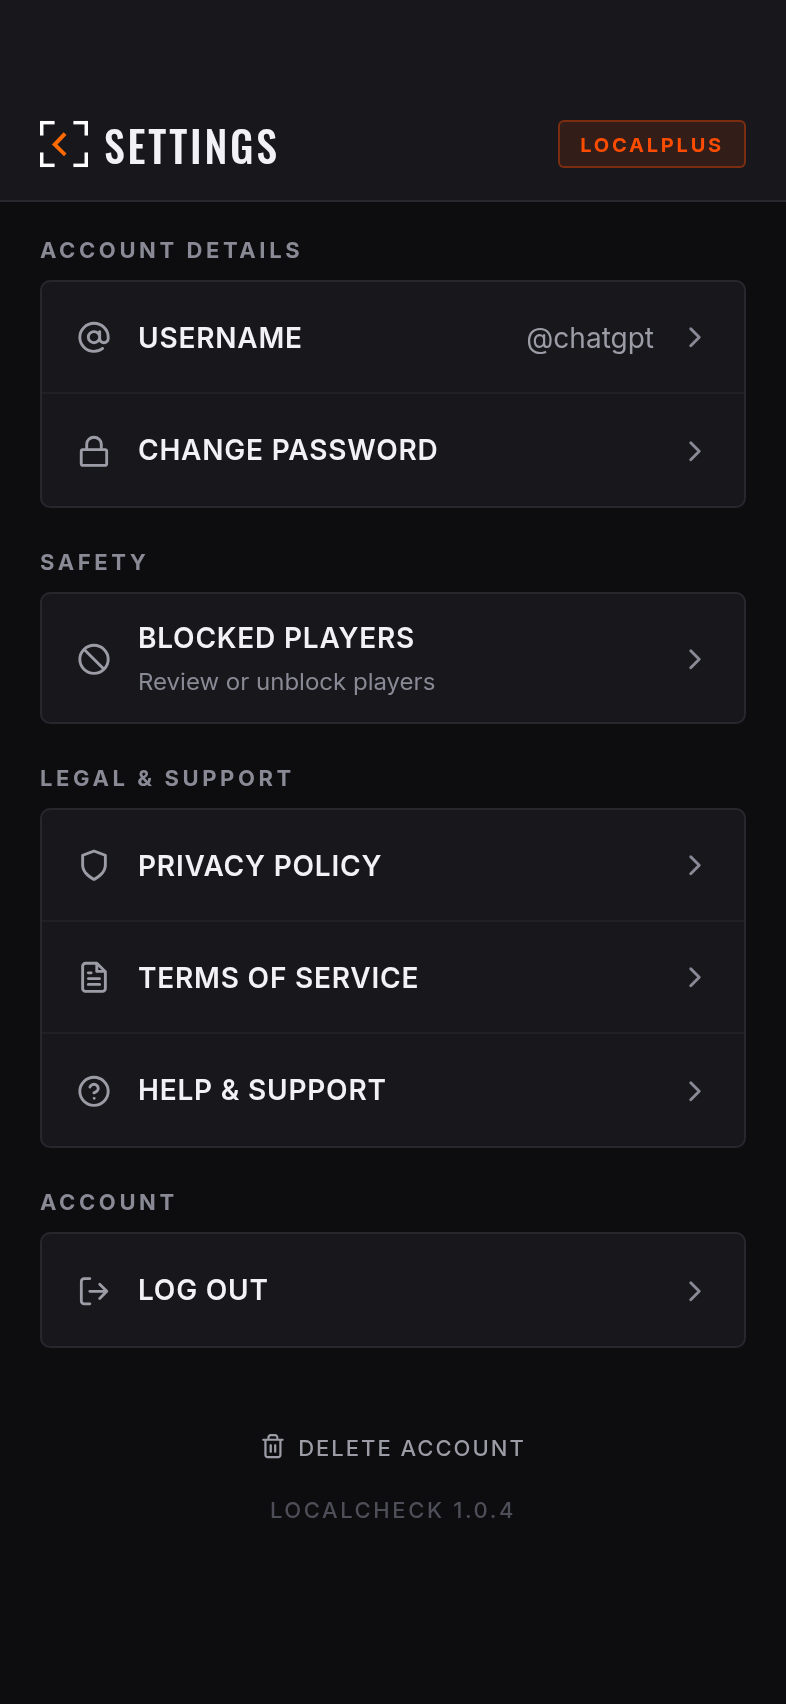 SETTINGS
LOCALPLUS
ACCOUNT DETAILS
USERNAME @chatgpt
CHANGE PASSWORD
SAFETY
BLOCKED PLAYERS
Review or unblock players
LEGAL & SUPPORT
PRIVACY POLICY
TERMS OF SERVICE
HELP & SUPPORT
ACCOUNT
LOG OUT
DELETE ACCOUNT
LOCALCHECK 1.0.4